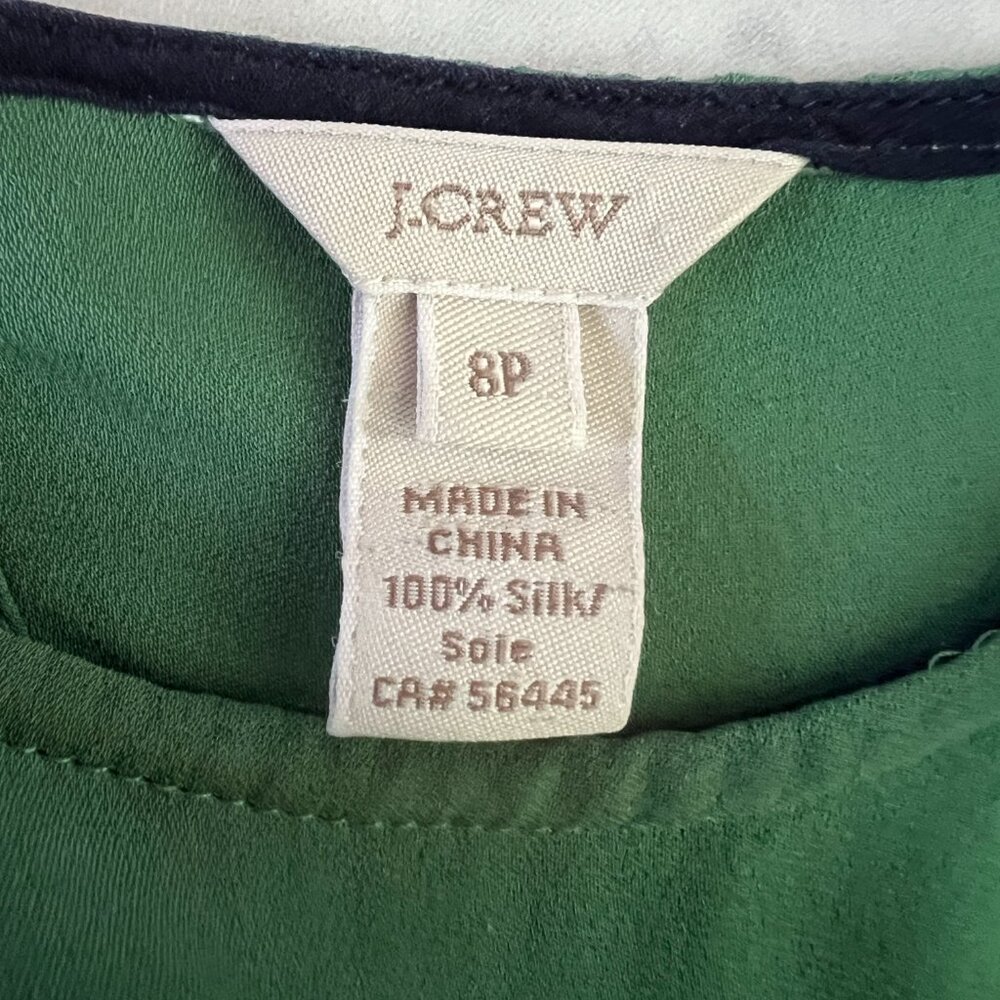 J.CREW
8P
MADE IN
CHINA
100% Silk/
Soie
CA# 56445